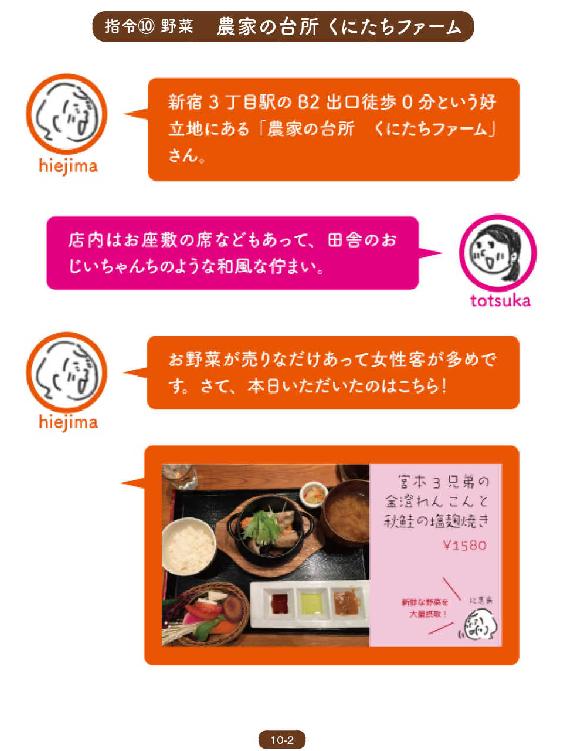 指令⑩ 野菜　農家の台所 くにたちファーム
新宿3丁目駅のB2出口徒歩0分という好
立地にある「農家の台所　くにたちファーム」
さん。
hiejima
店内はお座敷の席などもあって、田舎のお
じいちゃんちのような和風な佇まい。
totsuka
お野菜が売りなだけあって女性客が多めで
す。さて、本日いただいたのはこちら!
hiejima
宮本3兄弟の
金澄れんこんと
秋鮭の塩麹焼き
¥1580
新鮮な野菜を
大量摂取!
10-2